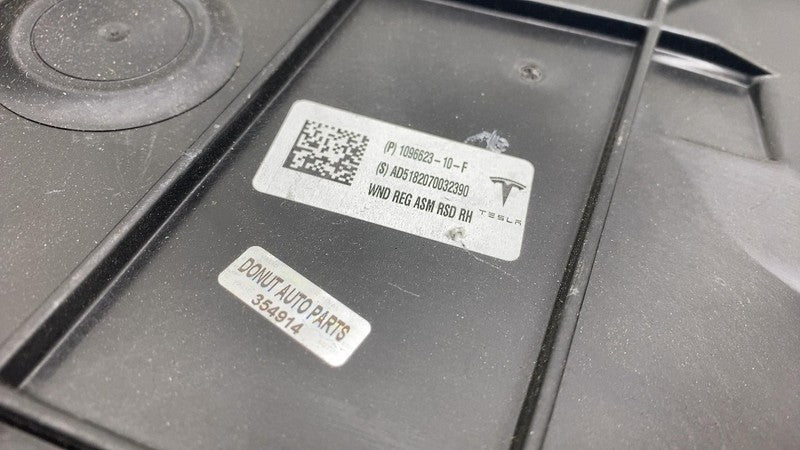 (P) 1096623-10-F
(S) AD5182070032390
WND REG ASM RSD RH
TESLA
DONUT AUTO PARTS
354914